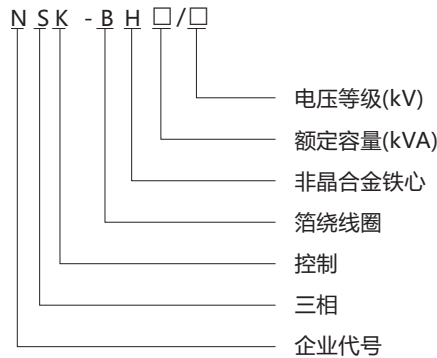 N S K - B H □/□
电压等级(kV)
额定容量(kVA)
非晶合金铁心
箔绕线圈
控制
三相
企业代号